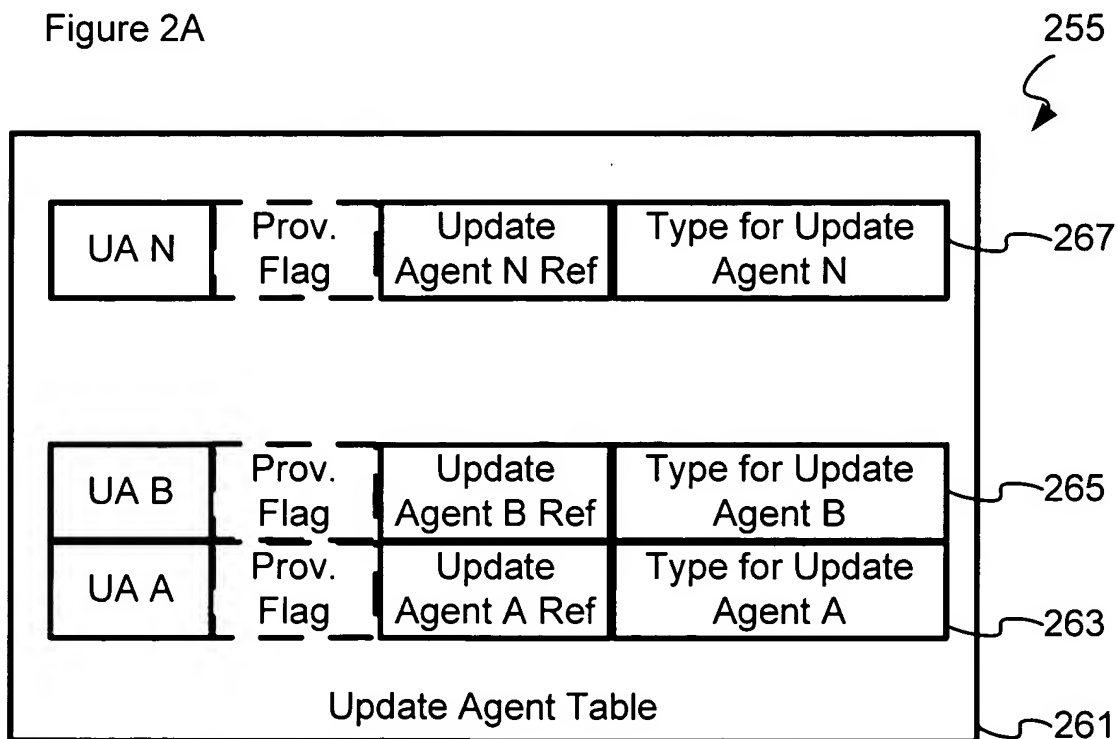 Figure 2A
255
UA N
Prov.
Flag
Update
Agent N Ref
Type for Update
Agent N
267
UA B
Prov.
Flag
Update
Agent B Ref
Type for Update
Agent B
265
UA A
Prov.
Flag
Update
Agent A Ref
Type for Update
Agent A
263
Update Agent Table
261